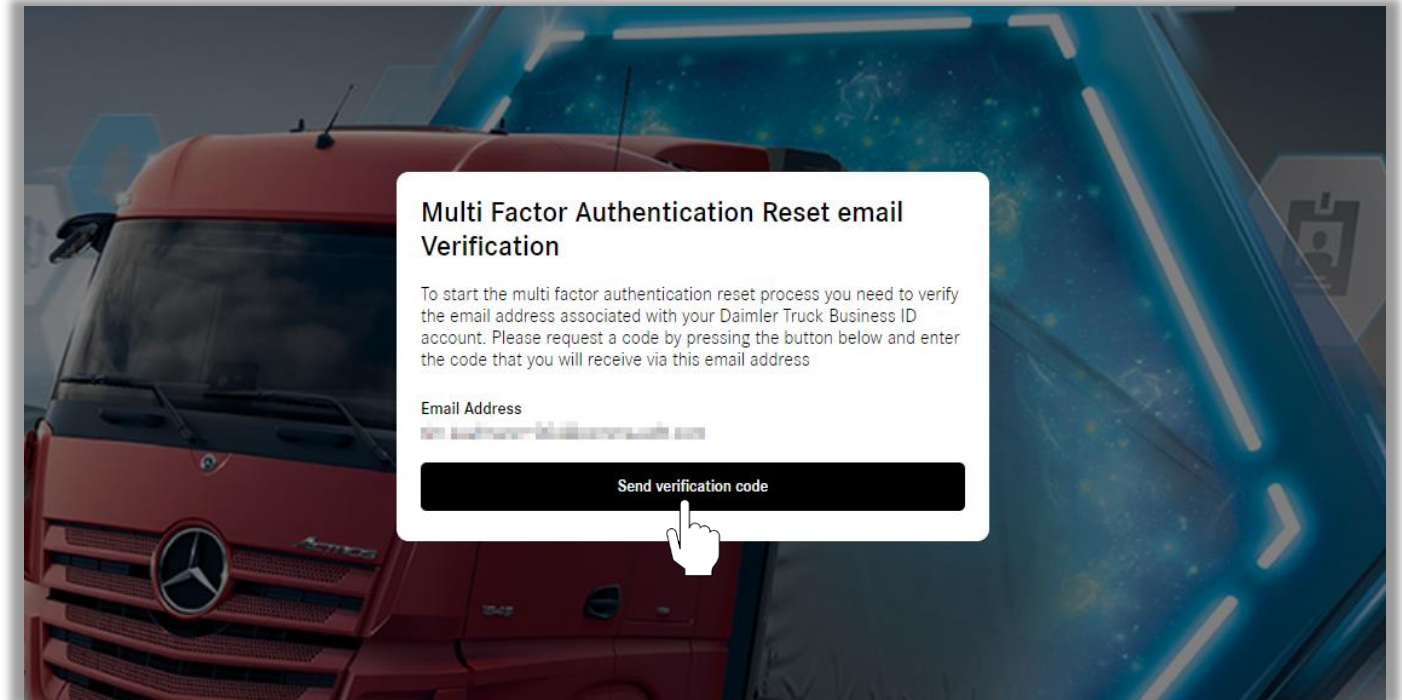 Multi Factor Authentication Reset email
Verification
To start the multi factor authentication reset process you need to verify
the email address associated with your Daimler Truck Business ID
account. Please request a code by pressing the button below and enter
the code that you will receive via this email address
Email Address
Send verification code
ACTROS